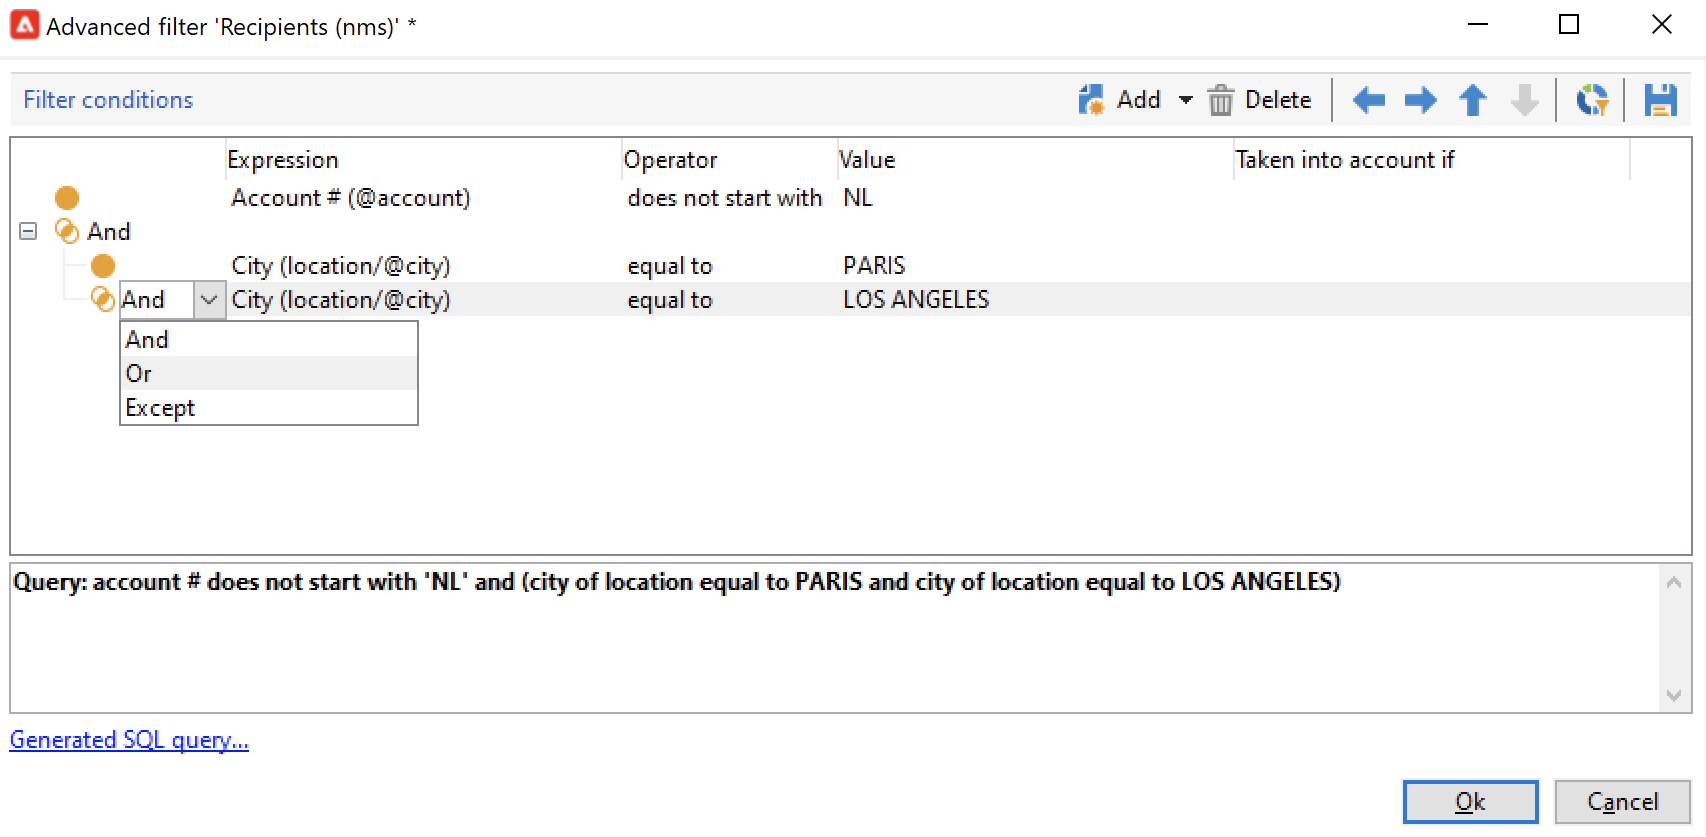 Advanced filter 'Recipients (nms)' *
Filter conditions Add Delete
Expression Operator Value Taken into account if
Account # (@account) does not start with NL
And
City (location/@city) equal to PARIS
And City (location/@city) equal to LOS ANGELES
And
Or
Except
Query: account # does not start with 'NL' and (city of location equal to PARIS and city of location equal to LOS ANGELES)
Generated SQL query...
Ok Cancel